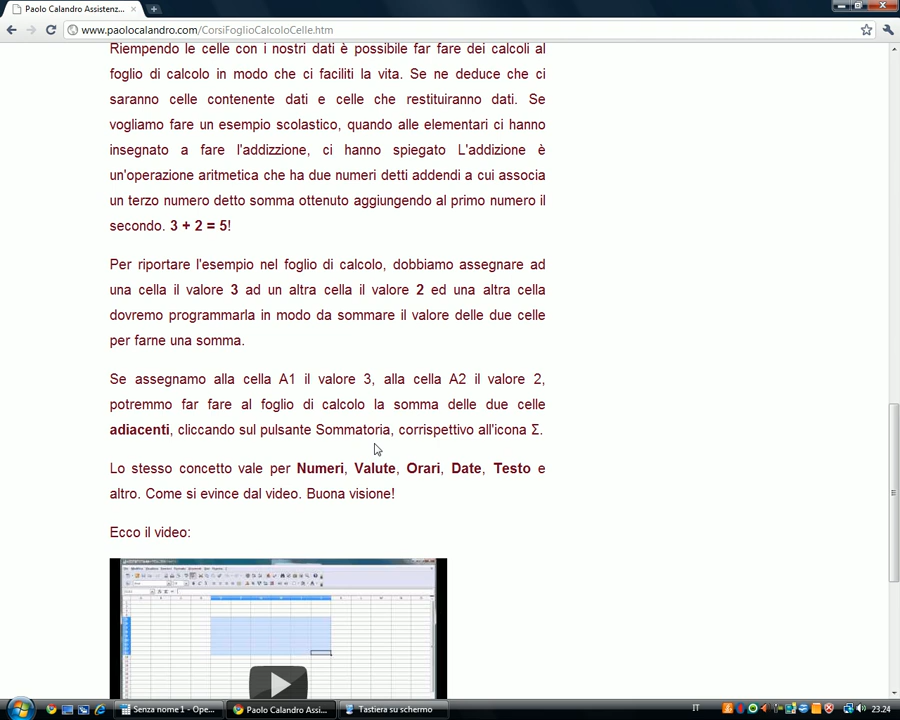 Paolo Calandro Assistenz...
www.paolocalandro.com/CorsiFoglioCalcoloCelle.htm
Riempendo le celle con i nostri dati è possibile far fare dei calcoli al
foglio di calcolo in modo che ci faciliti la vita. Se ne deduce che ci
saranno celle contenente dati e celle che restituiranno dati. Se
vogliamo fare un esempio scolastico, quando alle elementari ci hanno
insegnato a fare l'addizzione, ci hanno spiegato L'addizione è
un'operazione aritmetica che ha due numeri detti addendi a cui associa
un terzo numero detto somma ottenuto aggiungendo al primo numero il
secondo. 3 + 2 = 5!
Per riportare l'esempio nel foglio di calcolo, dobbiamo assegnare ad
una cella il valore 3 ad un altra cella il valore 2 ed una altra cella
dovremo programmarla in modo da sommare il valore delle due celle
per farne una somma.
Se assegnamo alla cella A1 il valore 3, alla cella A2 il valore 2,
potremmo far fare al foglio di calcolo la somma delle due celle
adiacenti, cliccando sul pulsante Sommatoria, corrispettivo all'icona Σ.
Lo stesso concetto vale per Numeri, Valute, Orari, Date, Testo e
altro. Come si evince dal video. Buona visione!
Ecco il video:
Senza nome 1 - Ope...
Paolo Calandro Assi...
Tastiera su schermo
IT
23.24